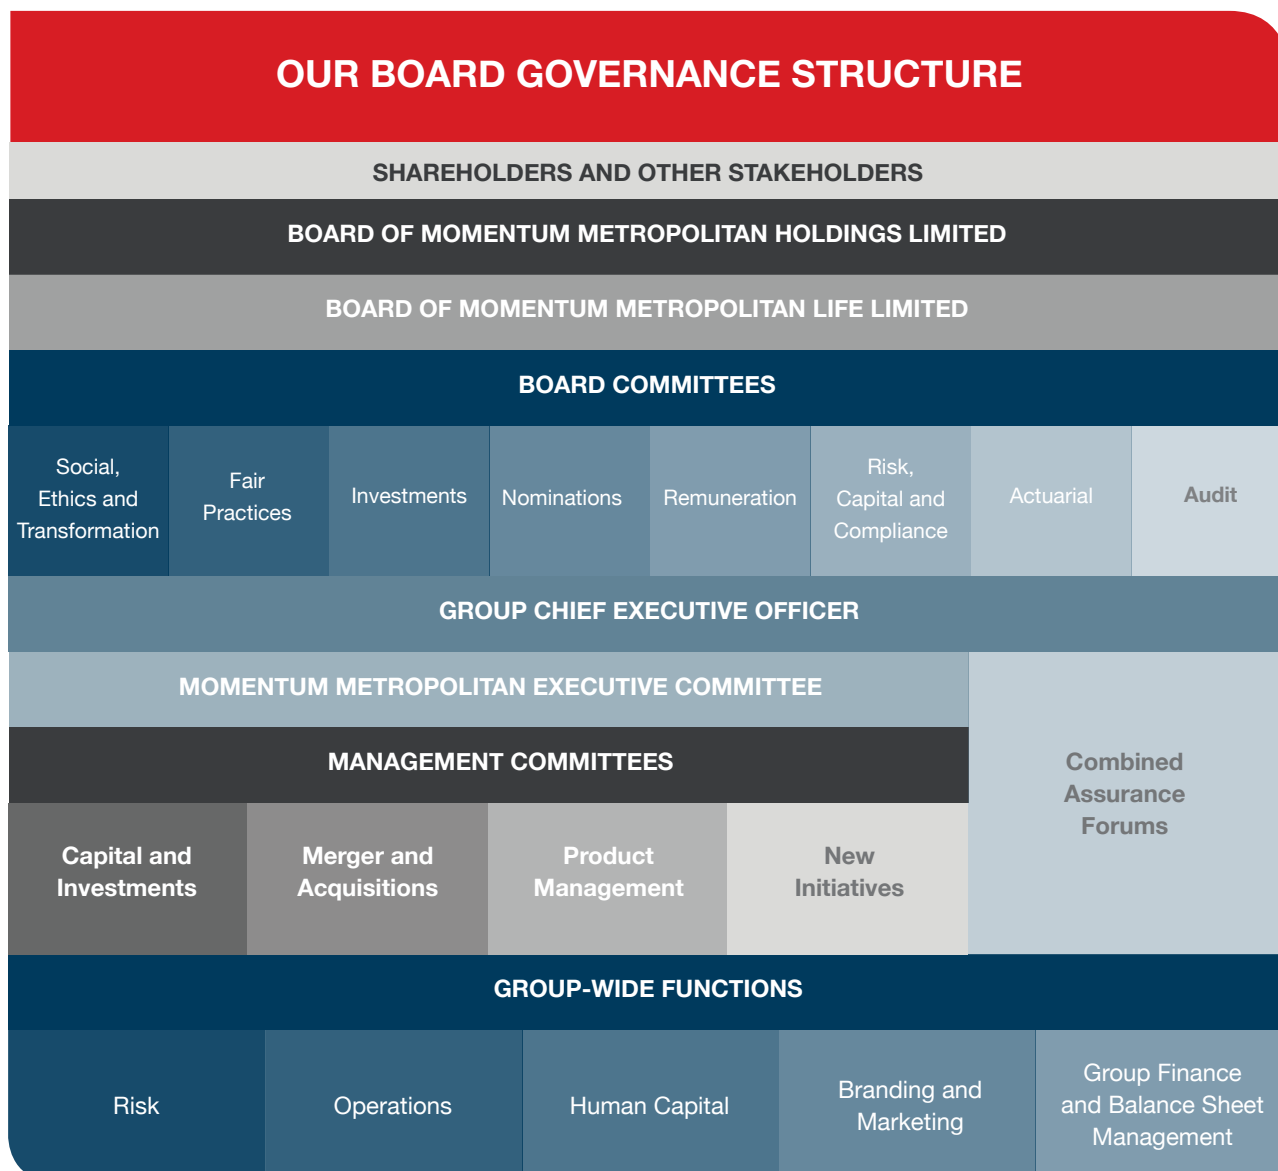 OUR BOARD GOVERNANCE STRUCTURE
SHAREHOLDERS AND OTHER STAKEHOLDERS
BOARD OF MOMENTUM METROPOLITAN HOLDINGS LIMITED
BOARD OF MOMENTUM METROPOLITAN LIFE LIMITED
BOARD COMMITTEES
Social,
Ethics and
Transformation
Fair
Practices
Investments
Nominations
Remuneration
Risk,
Capital and
Compliance
Actuarial
Audit
GROUP CHIEF EXECUTIVE OFFICER
MOMENTUM METROPOLITAN EXECUTIVE COMMITTEE
MANAGEMENT COMMITTEES
Combined
Assurance
Forums
Capital and
Investments
Merger and
Acquisitions
Product
Management
New
Initiatives
GROUP-WIDE FUNCTIONS
Risk
Operations
Human Capital
Branding and
Marketing
Group Finance
and Balance Sheet
Management